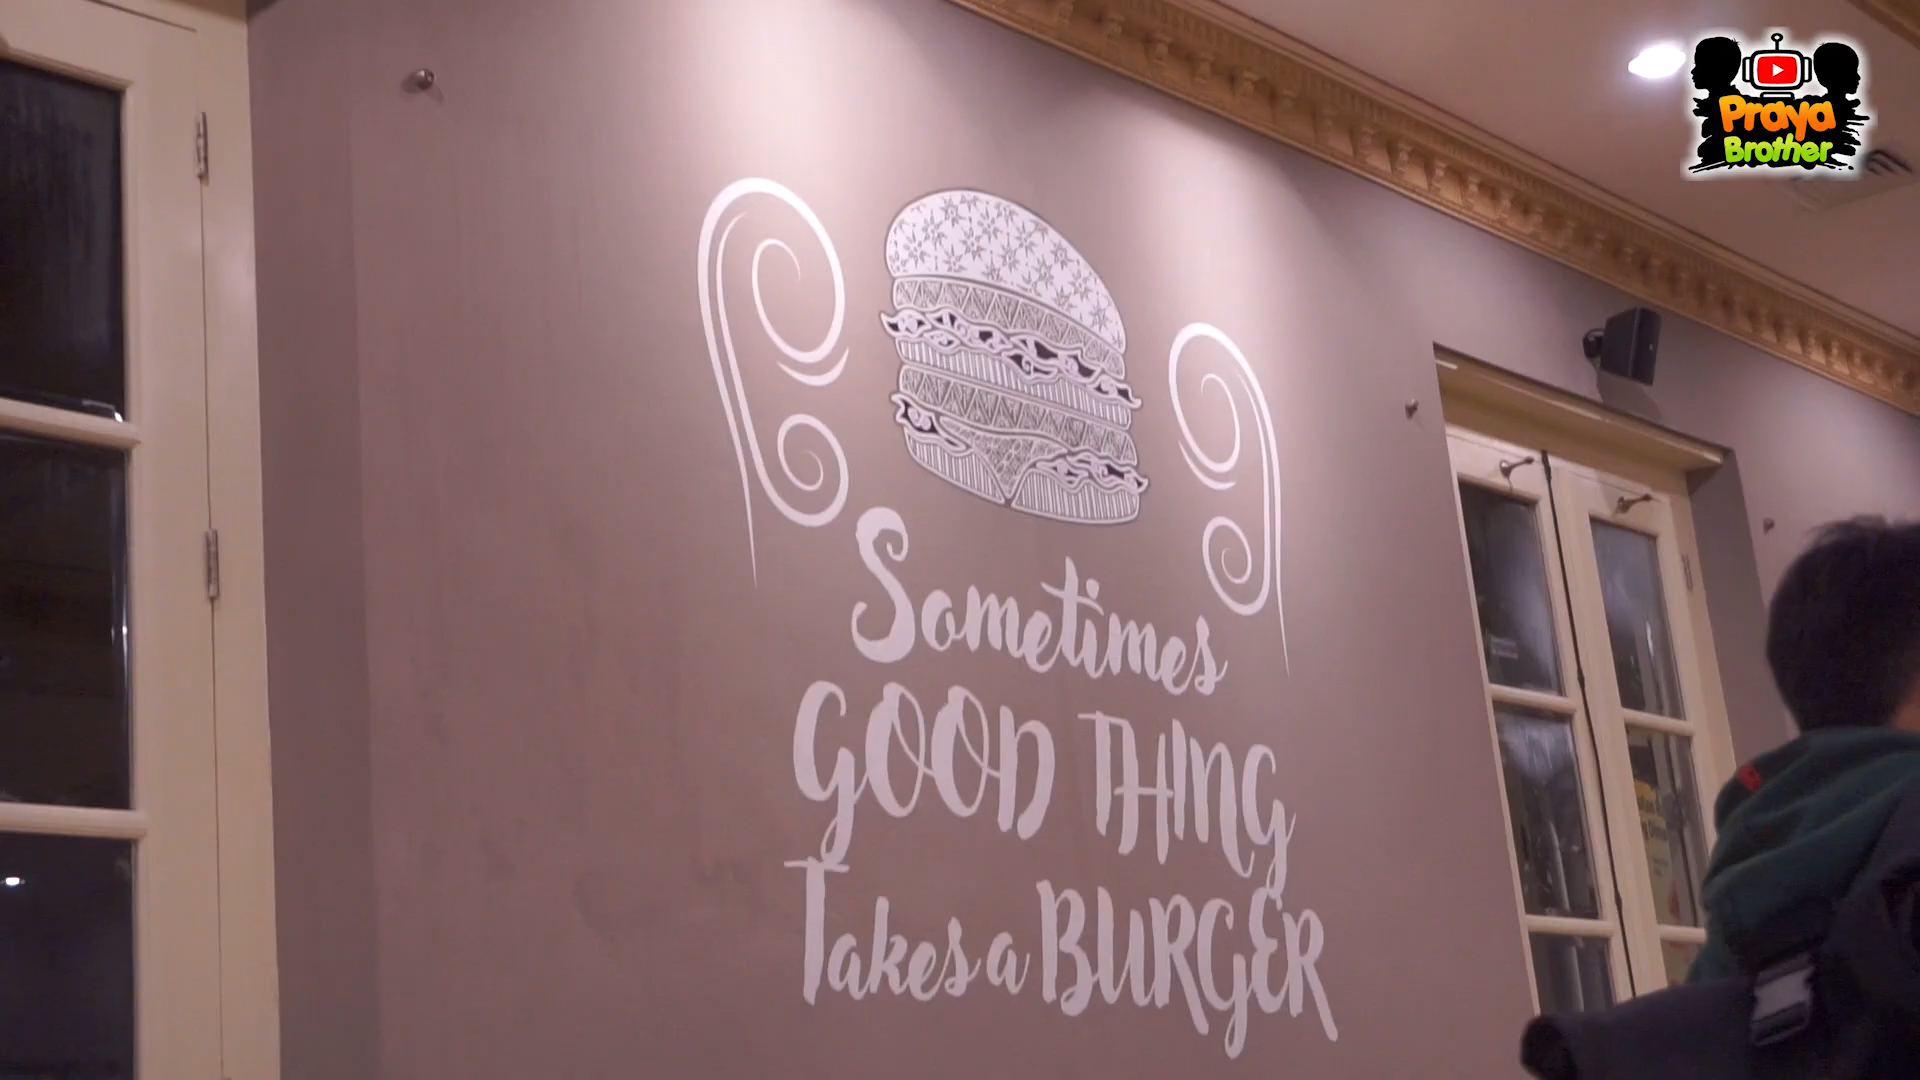 Praya
Brother
Sometimes
GOOD THING
Takes a BURGER